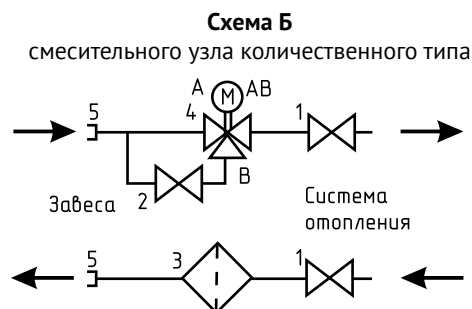 Схема Б
смесительного узла количественного типа
А М АВ
5 4 1
Завеса 2 В Система
отопления
5 3 1